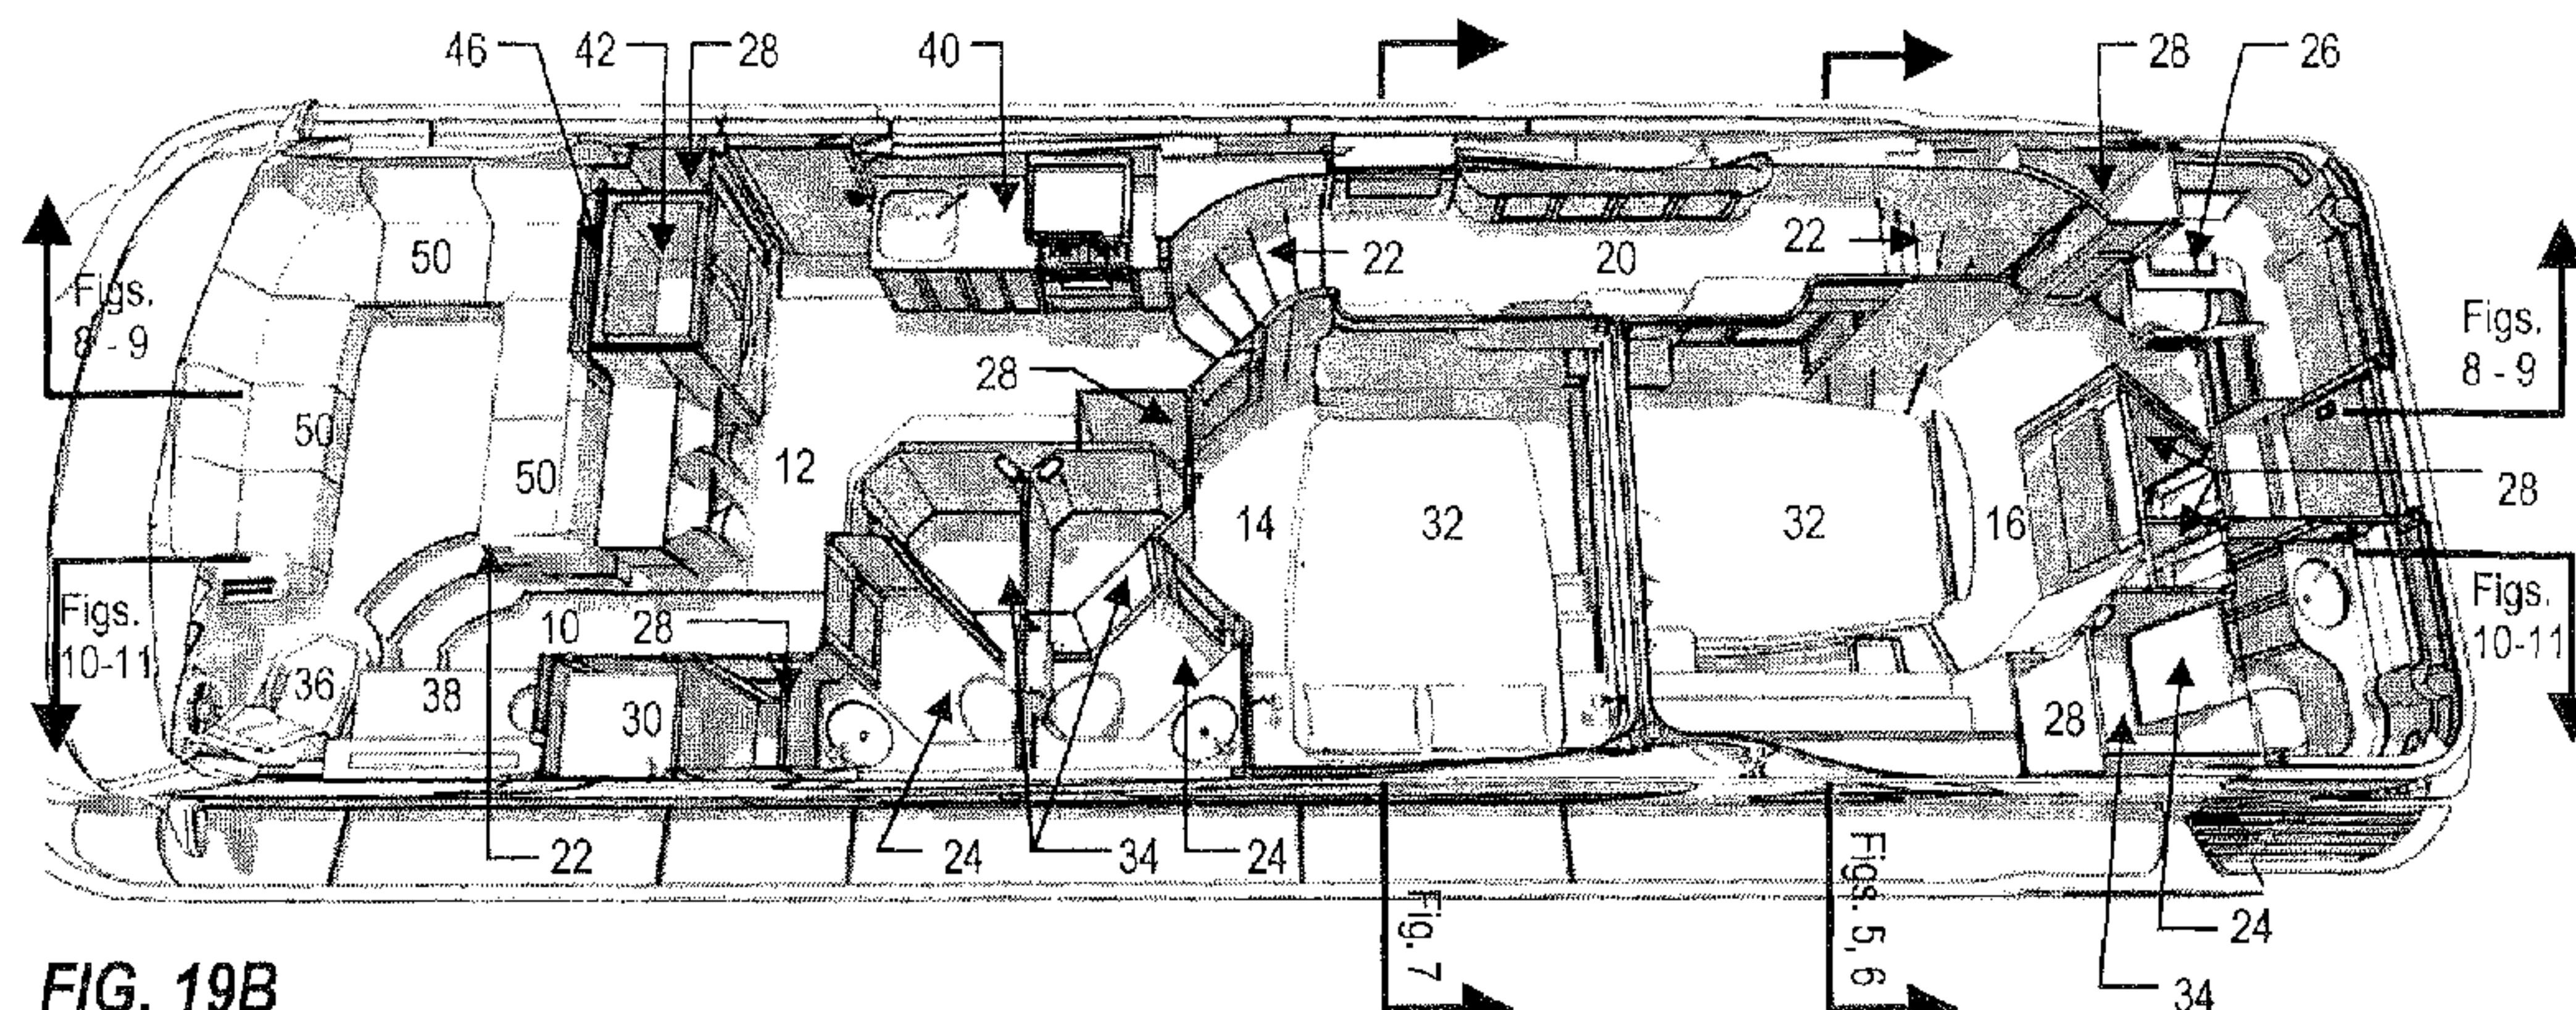 46 42 28 40 28 26
50 22 20 22
Figs.
8 - 9
Figs.
8 - 9
28
50 50 12 14 32 32 16 28
Figs.
10-11
Figs.
10-11
10 28
36 38 30 28
22 24 34 24
24
34
Fig. 7
Figs. 5, 6
FIG. 19B